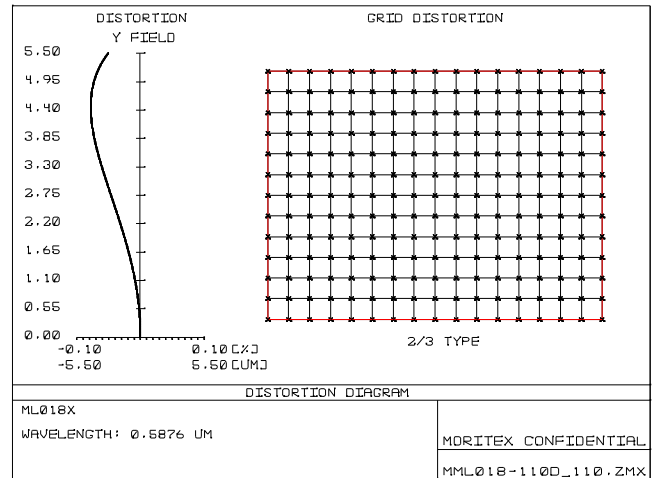 DISTORTION
Y FIELD
GRID DISTORTION
5.50
4.95
4.40
3.85
3.30
2.75
2.20
1.65
1.10
0.55
0.00
-0.10 0.10 [%]
-5.50 5.50 [UM]
2/3 TYPE
DISTORTION DIAGRAM
ML018X
WAVELENGTH: 0.5876 UM
MORITEX CONFIDENTIAL
MML018-110D_110.ZMX